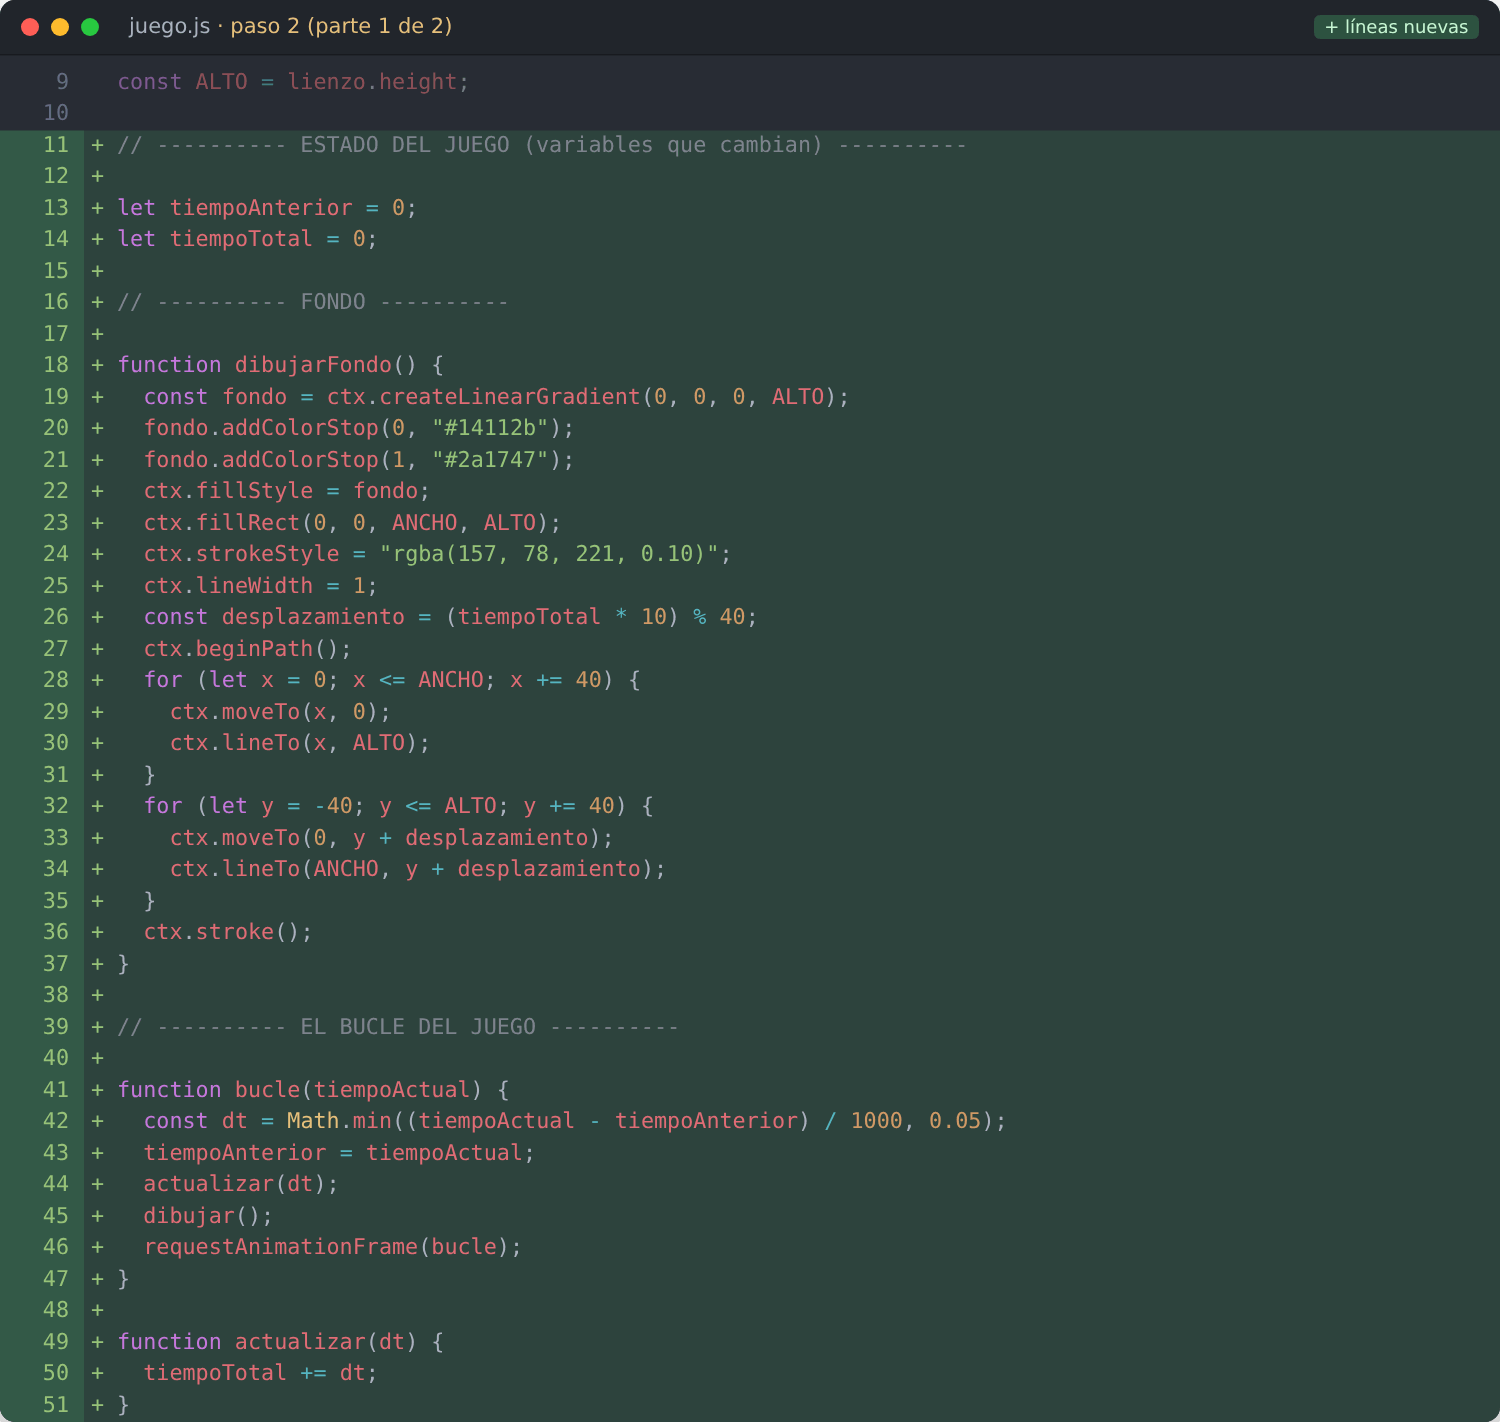 juego.js · paso 2 (parte 1 de 2)
+ líneas nuevas
9 const ALTO = lienzo.height;
10
11 + // ---------- ESTADO DEL JUEGO (variables que cambian) ----------
12 +
13 + let tiempoAnterior = 0;
14 + let tiempoTotal = 0;
15 +
16 + // ---------- FONDO ----------
17 +
18 + function dibujarFondo() {
19 +   const fondo = ctx.createLinearGradient(0, 0, 0, ALTO);
20 +   fondo.addColorStop(0, "#14112b");
21 +   fondo.addColorStop(1, "#2a1747");
22 +   ctx.fillStyle = fondo;
23 +   ctx.fillRect(0, 0, ANCHO, ALTO);
24 +   ctx.strokeStyle = "rgba(157, 78, 221, 0.10)";
25 +   ctx.lineWidth = 1;
26 +   const desplazamiento = (tiempoTotal * 10) % 40;
27 +   ctx.beginPath();
28 +   for (let x = 0; x <= ANCHO; x += 40) {
29 +     ctx.moveTo(x, 0);
30 +     ctx.lineTo(x, ALTO);
31 +   }
32 +   for (let y = -40; y <= ALTO; y += 40) {
33 +     ctx.moveTo(0, y + desplazamiento);
34 +     ctx.lineTo(ANCHO, y + desplazamiento);
35 +   }
36 +   ctx.stroke();
37 + }
38 +
39 + // ---------- EL BUCLE DEL JUEGO ----------
40 +
41 + function bucle(tiempoActual) {
42 +   const dt = Math.min((tiempoActual - tiempoAnterior) / 1000, 0.05);
43 +   tiempoAnterior = tiempoActual;
44 +   actualizar(dt);
45 +   dibujar();
46 +   requestAnimationFrame(bucle);
47 + }
48 +
49 + function actualizar(dt) {
50 +   tiempoTotal += dt;
51 + }